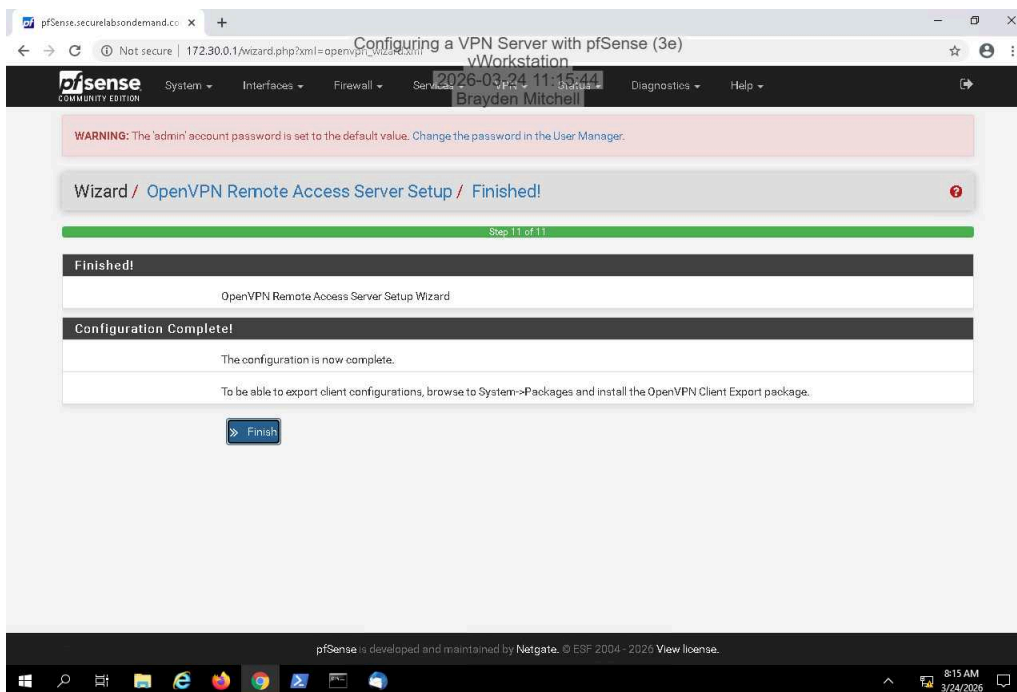 pfSense.securelabsondemand.co
Not secure | 172.30.0.1/wizard.php?xml=openvpn_wizard.xml
Configuring a VPN Server with pfSense (3e)
vWorkstation
2026-03-24 11:15:44
Brayden Mitchell
pfsense
COMMUNITY EDITION
System
Interfaces
Firewall
Services
VPN
Status
Diagnostics
Help
WARNING: The 'admin' account password is set to the default value. Change the password in the User Manager.
Wizard / OpenVPN Remote Access Server Setup / Finished!
Step 11 of 11
Finished!
OpenVPN Remote Access Server Setup Wizard
Configuration Complete!
The configuration is now complete.
To be able to export client configurations, browse to System->Packages and install the OpenVPN Client Export package.
» Finish
pfSense is developed and maintained by Netgate. © ESF 2004 - 2026 View license.
8:15 AM
3/24/2026